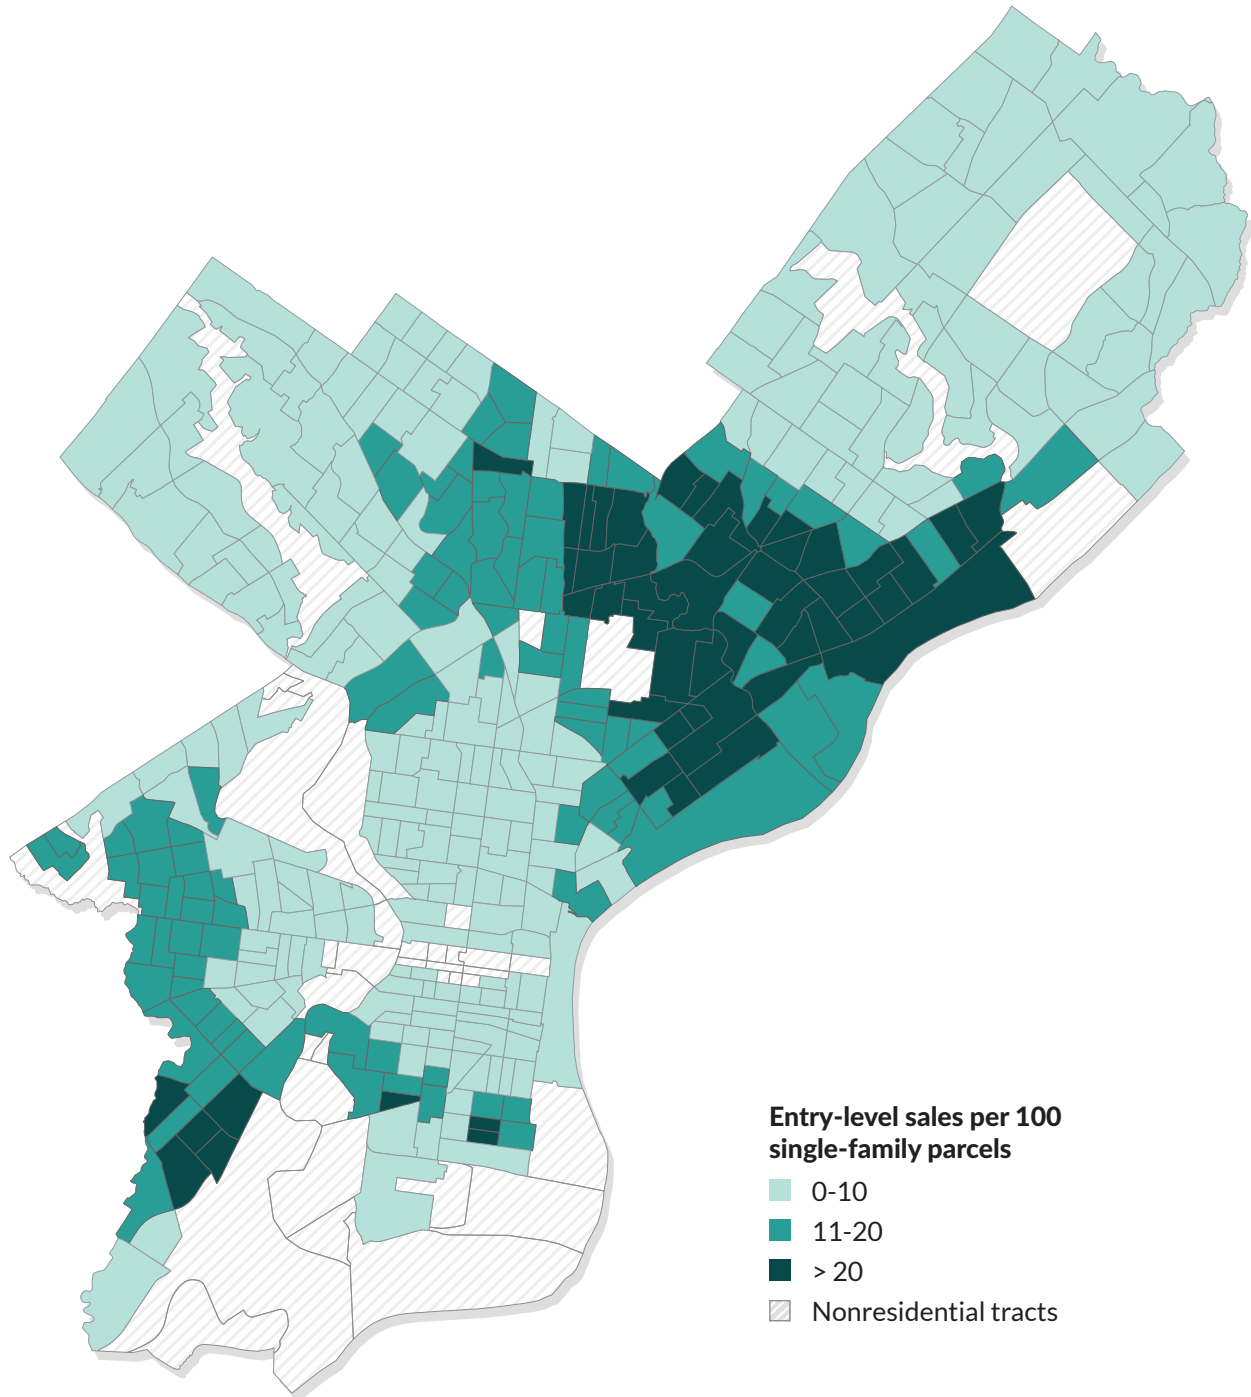 Entry-level sales per 100
single-family parcels
0-10
11-20
> 20
Nonresidential tracts